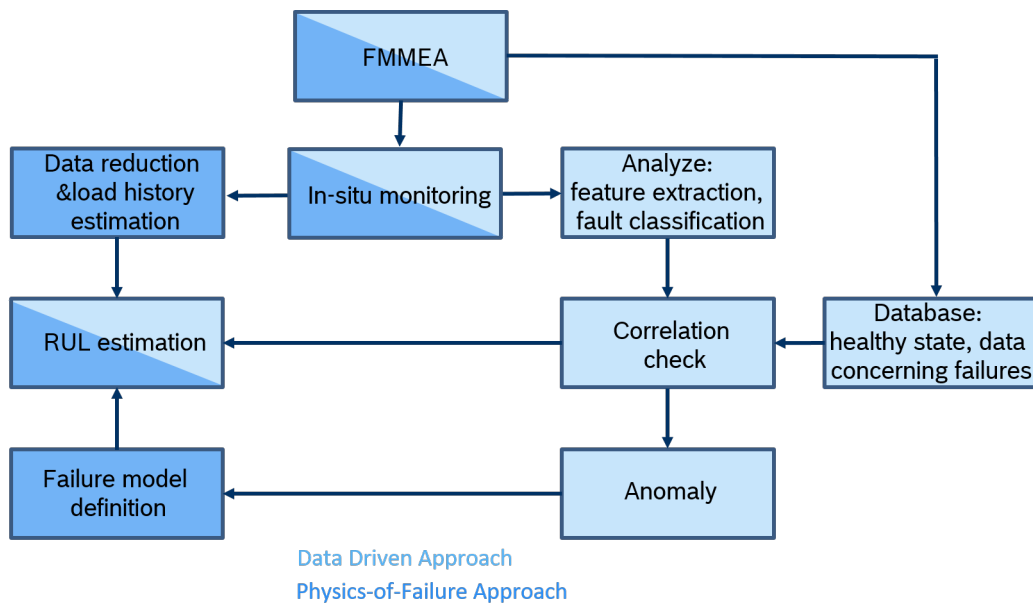 FMMEA
Data reduction
&load history
estimation
In-situ monitoring
Analyze:
feature extraction,
fault classification
RUL estimation
Correlation
check
Database:
healthy state, data
concerning failures
Failure model
definition
Anomaly
Data Driven Approach
Physics-of-Failure Approach